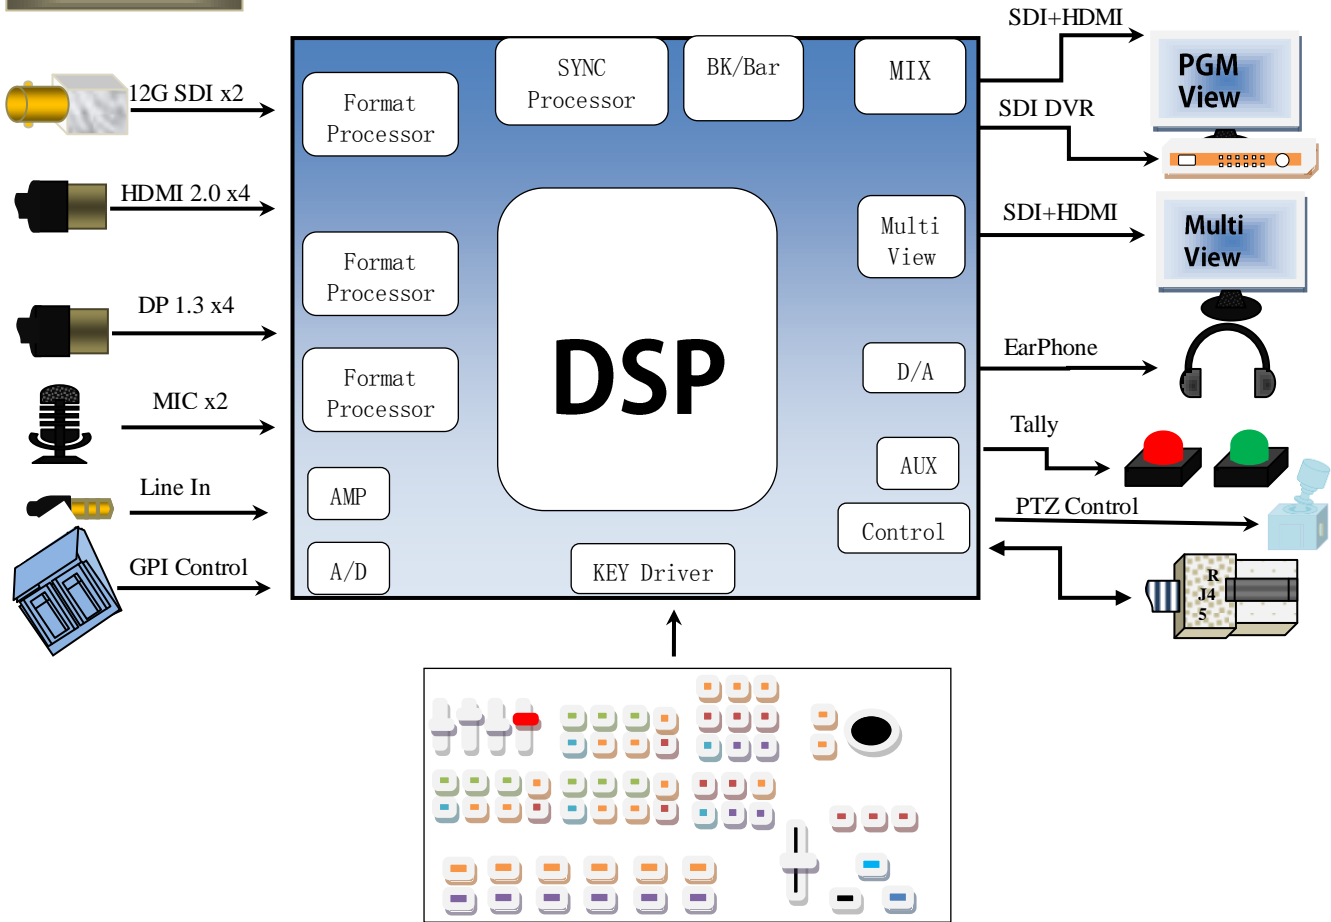 SDI+HDMI
12G SDI x2
Format
Processor
SYNC
Processor
BK/Bar
MIX
PGM
View
SDI DVR
HDMI 2.0 x4
Format
Processor
Multi
View
SDI+HDMI
Multi
View
DP 1.3 x4
Format
Processor
DSP
D/A
EarPhone
MIC x2
AUX
Tally
Line In
AMP
Control
PTZ Control
GPI Control
A/D
KEY Driver
R
J4
5